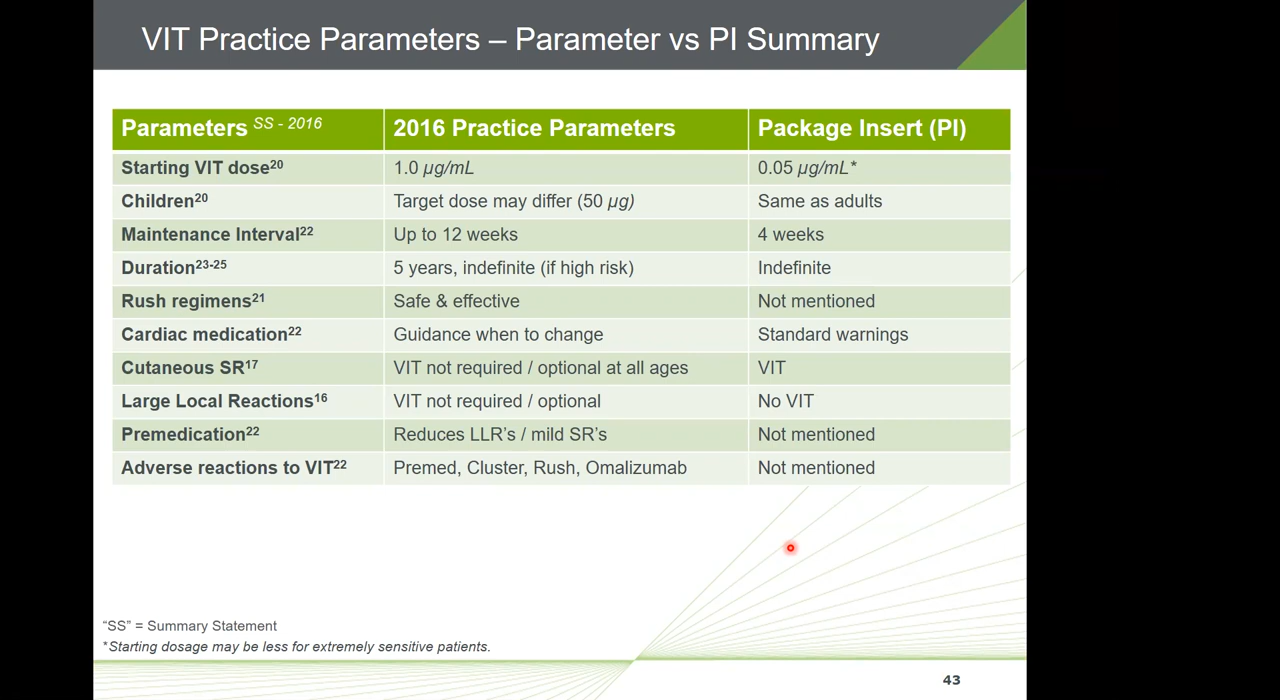 VIT Practice Parameters – Parameter vs PI Summary
Parameters SS - 2016 2016 Practice Parameters Package Insert (PI)
Starting VIT dose20 1.0 µg/mL 0.05 µg/mL*
Children20 Target dose may differ (50 µg) Same as adults
Maintenance Interval22 Up to 12 weeks 4 weeks
Duration23-25 5 years, indefinite (if high risk) Indefinite
Rush regimens21 Safe & effective Not mentioned
Cardiac medication22 Guidance when to change Standard warnings
Cutaneous SR17 VIT not required / optional at all ages VIT
Large Local Reactions16 VIT not required / optional No VIT
Premedication22 Reduces LLR's / mild SR's Not mentioned
Adverse reactions to VIT22 Premed, Cluster, Rush, Omalizumab Not mentioned
“SS” = Summary Statement
*Starting dosage may be less for extremely sensitive patients.
43